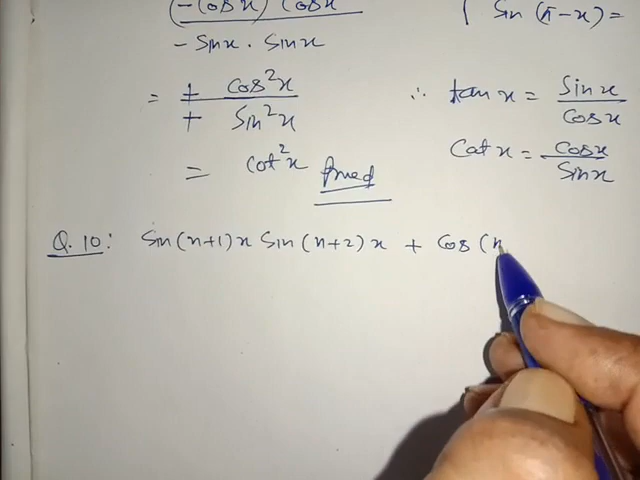 (-Cos x) Cos x
- Sin x . Sin x
= + Cos²x
+ Sin²x
= Cot²x Proved
Sin (π-x) =
∴ tan x = Sin x
Cos x
Cot x = Cos x
Sin x
Q.10: Sin(n+1)x Sin(n+2)x + Cos (n